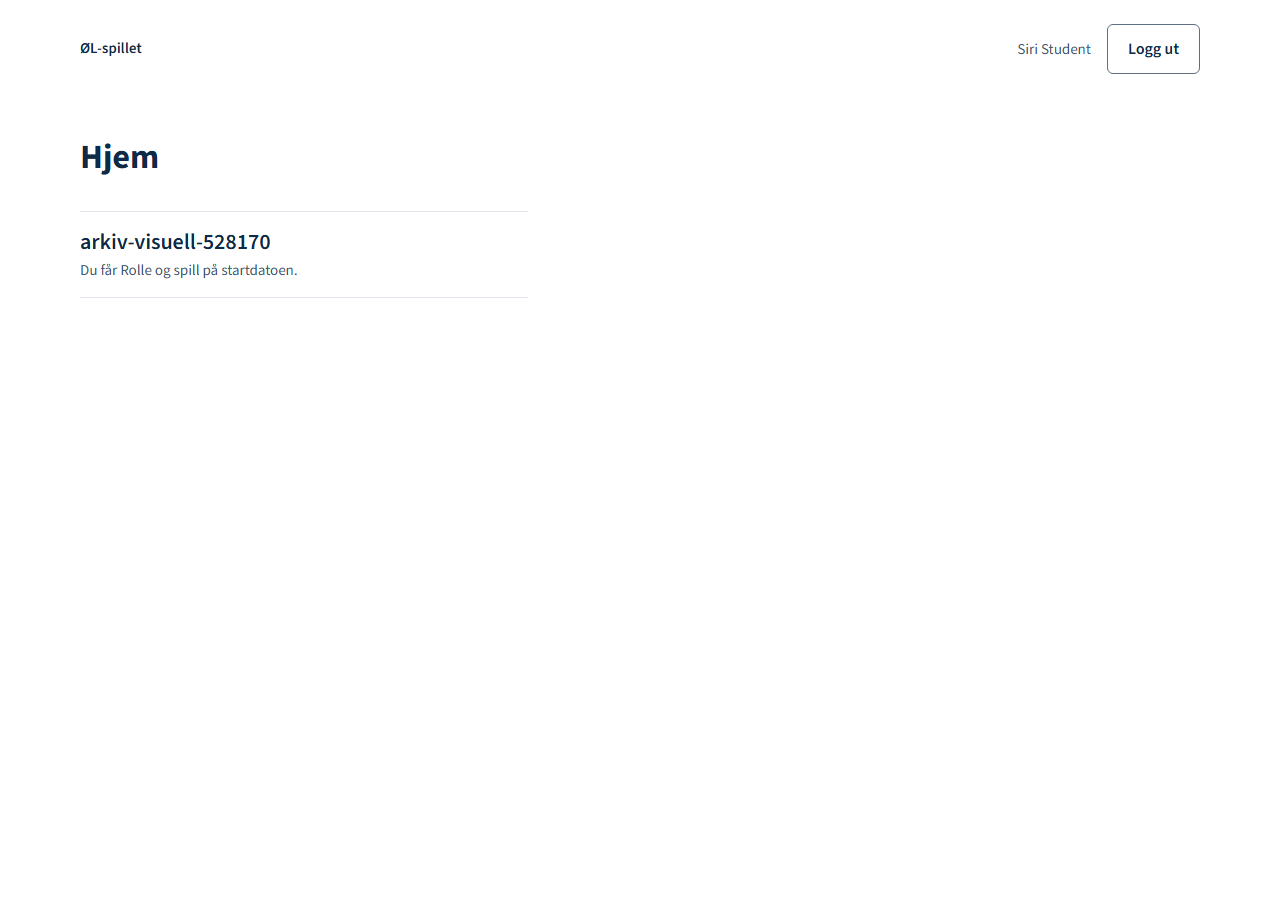 ØL-spillet
Siri Student
Logg ut
Hjem
arkiv-visuell-528170
Du får Rolle og spill på startdatoen.